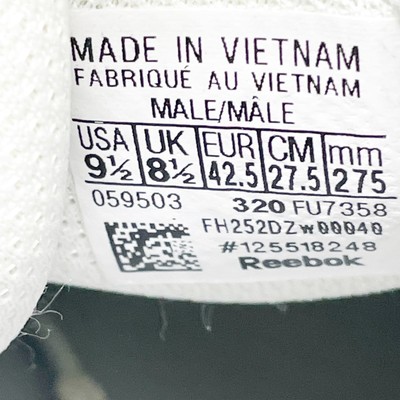 MADE IN VIETNAM
FABRIQUÉ AU VIETNAM
MALE/MÂLE
USA UK EUR CM mm
9½ 8½ 42.5 27.5 275
059503 320 FU7358
FH252DZW00040
#125518248
Reebok